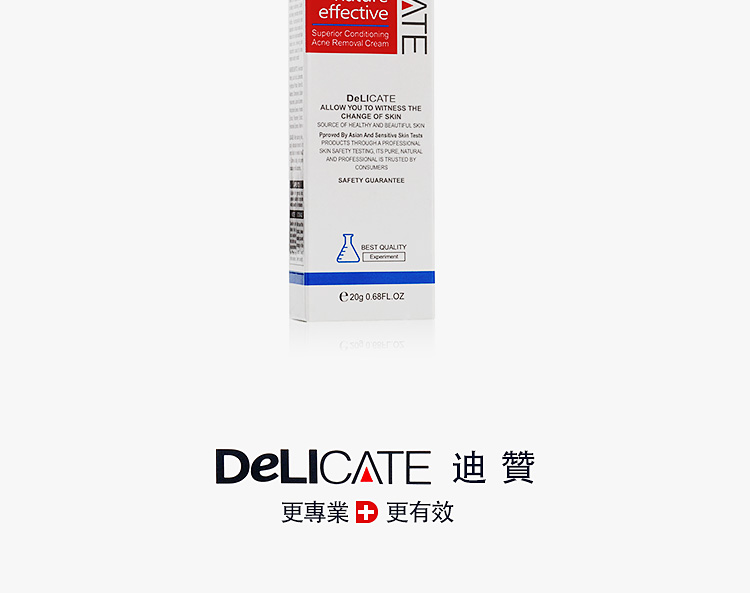 nature
effective
Superior Conditioning
Acne Removal Cream
CATE
DeLICATE
ALLOW YOU TO WITNESS THE
CHANGE OF SKIN
SOURCE OF HEALTHY AND BEAUTIFUL SKIN
Pproved By Asian And Sensitive Skin Tests
PRODUCTS THROUGH A PROFESSIONAL
SKIN SAFETY TESTING, ITS PURE, NATURAL
AND PROFESSIONAL IS TRUSTED BY
CONSUMERS
SAFETY GUARANTEE
BEST QUALITY
Experiment
℮ 20g 0.68FL.OZ
DeLICATE 迪贊
更專業 更有效